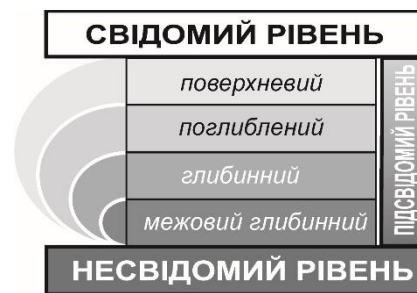 СВІДОМИЙ РІВЕНЬ
поверхневий
поглиблений
глибинний
межовий глибинний
ПІДСВІДОМИЙ РІВЕНЬ
НЕСВІДОМИЙ РІВЕНЬ